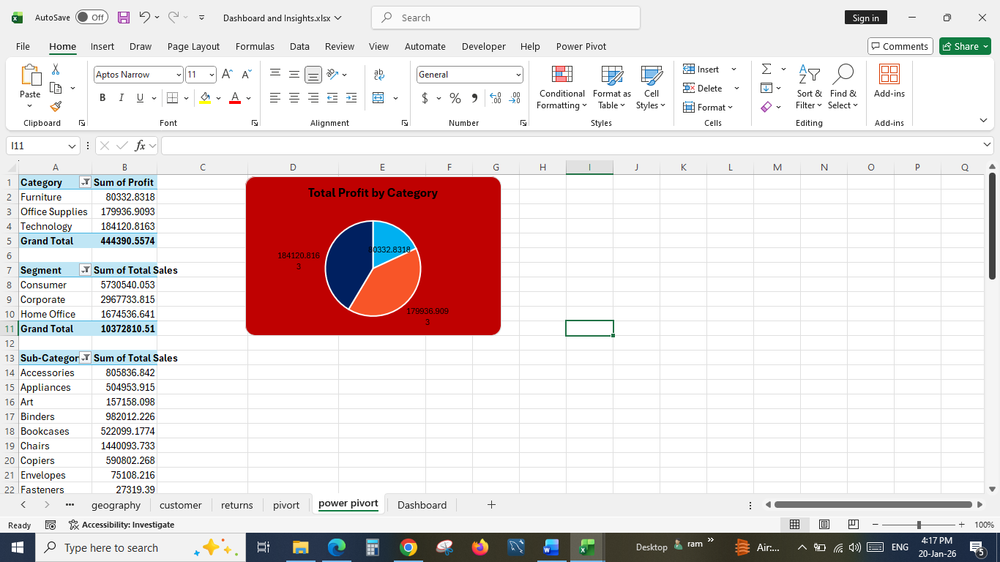 AutoSave Off Dashboard and Insights.xlsx Search Sign in
File Home Insert Draw Page Layout Formulas Data Review View Automate Developer Help Power Pivot Comments Share
Paste
Clipboard
Aptos Narrow 11
B I U
Font
ab
Alignment
General
$ % 9
Number
Conditional Formatting
Format as Table
Cell Styles
Styles
Insert
Delete
Format
Cells
Sort & Filter
Find & Select
Editing
Add-ins
Add-ins
I11 fx
A B C D E F G H I J K L M N O P Q
1 Category Sum of Profit
2 Furniture 80332.8318
3 Office Supplies 179936.9093
4 Technology 184120.8163
5 Grand Total 444390.5574
6
7 Segment Sum of Total Sales
8 Consumer 5730540.053
9 Corporate 2967733.815
10 Home Office 1674536.641
11 Grand Total 10372810.51
12
13 Sub-Categor Sum of Total Sales
14 Accessories 805836.842
15 Appliances 504953.915
16 Art 157158.098
17 Binders 982012.226
18 Bookcases 522099.1774
19 Chairs 1440093.733
20 Copiers 590802.268
21 Envelopes 75108.216
22 Fasteners 27319.39
Total Profit by Category
80332.8318
184120.816
3
179936.909
3
geography customer returns pivort power pivort Dashboard
Ready Accessibility: Investigate 100%
Type here to search
Desktop ram Air:... ENG
4:17 PM
20-Jan-26
5